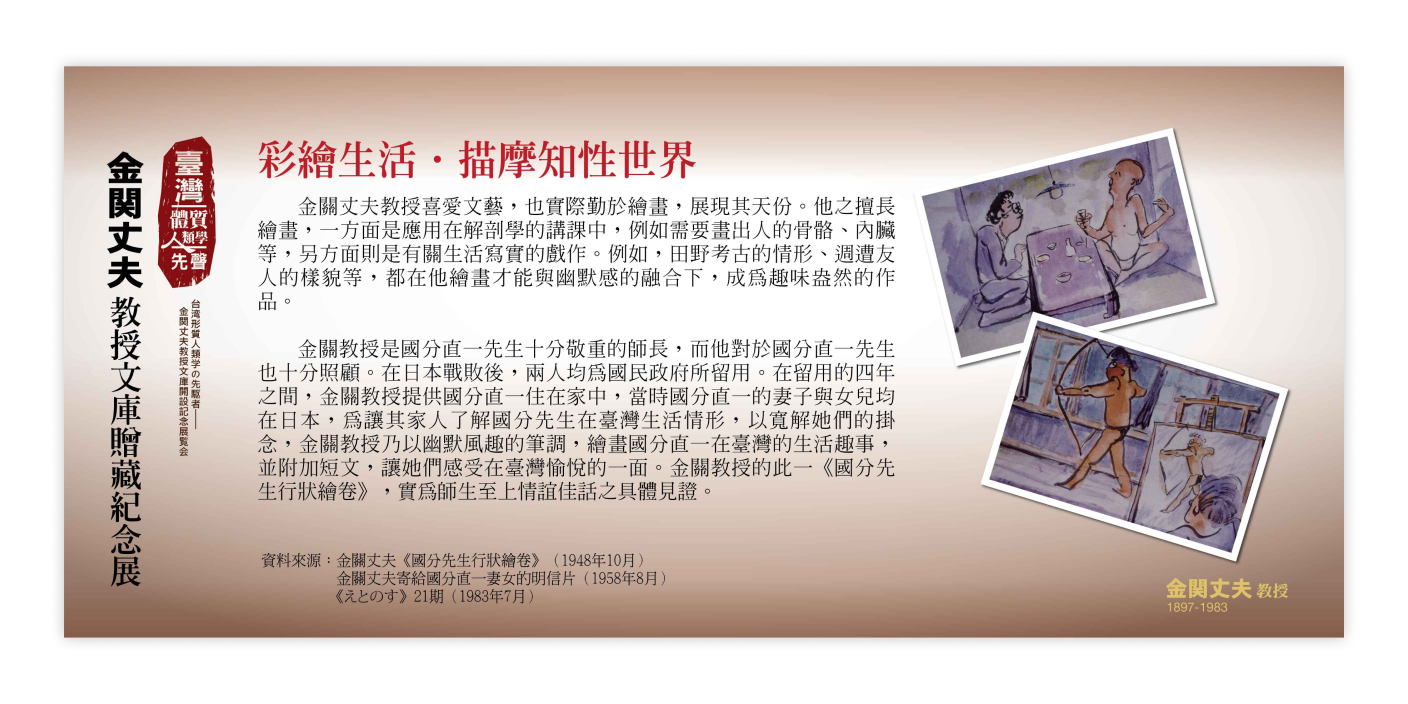 金関丈夫教授文庫贈藏紀念展
臺灣
體質
人類學
先聲
台湾形質人類学の先駆者——
金関丈夫教授文庫開設記念展覧会
彩繪生活・描摩知性世界
金關丈夫教授喜愛文藝，也實際勤於繪畫，展現其天份。他之擅長
繪畫，一方面是應用在解剖學的講課中，例如需要畫出人的骨骼、內臟
等，另方面則是有關生活寫實的戲作。例如，田野考古的情形、週遭友
人的樣貌等，都在他繪畫才能與幽默感的融合下，成爲趣味盎然的作
品。
金關教授是國分直一先生十分敬重的師長，而他對於國分直一先生
也十分照顧。在日本戰敗後，兩人均爲國民政府所留用。在留用的四年
之間，金關教授提供國分直一住在家中，當時國分直一的妻子與女兒均
在日本，爲讓其家人了解國分先生在臺灣生活情形，以寬解她們的掛
念，金關教授乃以幽默風趣的筆調，繪畫國分直一在臺灣的生活趣事，
並附加短文，讓她們感受在臺灣愉悅的一面。金關教授的此一《國分先
生行狀繪卷》，實爲師生至上情誼佳話之具體見證。
資料來源：金關丈夫《國分先生行狀繪卷》（1948年10月）
金關丈夫寄給國分直一妻女的明信片（1958年8月）
《えとのす》21期（1983年7月）
金関丈夫教授
1897-1983